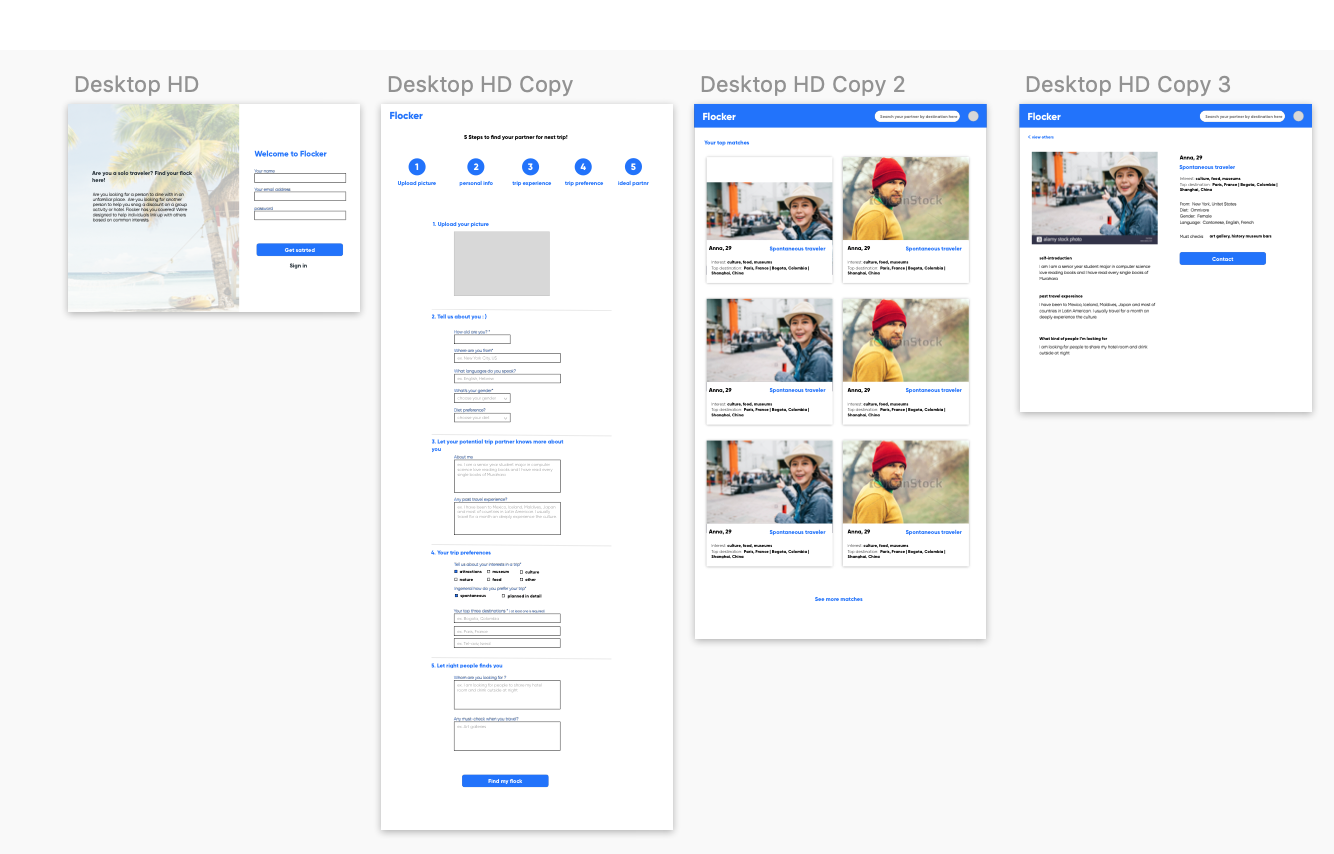 Desktop HD
Are you a solo traveler? Find your flock
here!
Are you looking for a person to dine with in an
unfamiliar place. Are you looking for another
person to help you snag a discount on a group
activity or hotel. Flocker has you covered! We're
designed to help individuals link up with others
based on common interests
Welcome to Flocker
Your name
Your email address
password
Get satrted
Sign in
Desktop HD Copy
Flocker
5 Steps to find your partner for next trip!
1
2
3
4
5
Upload picture
personal info
trip experience
trip preference
ideal partnr
1. Upload your picture
2. Tell us about you : )
How old are you? *
Where are you from*
ex. New York City, US
What languages do you speak?
ex. English, Hebrew,
What's your gender*
choose your gender
Diet preference?
choose your diet
3. Let your potential trip partner knows more about
you
About me
ex. I am a senior year student major in computer
science love reading books and I have read every
single books of Murakami
Any past travel experience?
ex. I have been to Mexico, Iceland, Maldives, Japan
and most of countries in Latin American. I usually
travel for a month on deeply experience the culture
4. Your trip preferences
Tell us about your interests in a trip*
attractions
museum
culture
nature
food
other
Ingeneral how do you prefer your trip*
spontaneous
planned in detail
Your top three destinations *
ex. Bogota, Colombia
ex. Paris, France
5. Let right people finds you
Whom are you looking for ?
ex. I am looking for people to sharemy hotel
room and drink outside at night
Any must-check when you travel?
ex. Art galleries
Find my flock
Desktop HD Copy 2
Flocker
Search your partner by destination here
Your top matches
Anna, 29
Spontaneous traveler
Interest: culture, food, museums
Top destination: Paris, France | Bogota, Colombia |
Shanghai, China
Anna, 29
Spontaneous traveler
Interest: culture, food, museums
Top destination: Paris, France | Bogota, Colombia |
Shanghai, China
Anna, 29
Spontaneous traveler
Interest: culture, food, museums
Top destination: Paris, France | Bogota, Colombia |
Shanghai, China
Anna, 29
Spontaneous traveler
Interest: culture, food, museums
Top destination: Paris, France | Bogota, Colombia |
Shanghai, China
Anna, 29
Spontaneous traveler
Interest: culture, food, museums
Top destination: Paris, France | Bogota, Colombia |
Shanghai, China
Anna, 29
Spontaneous traveler
Interest: culture, food, museums
Top destination: Paris, France | Bogota, Colombia |
Shanghai, China
See more matches
Desktop HD Copy 3
Flocker
Search your partner by destination here
< view others
alamy stock photo
Anna, 29
Spontaneous traveler
Interest: culture, food, museums
Top destination: Paris, France | Bogota, Colombia |
Shanghai, China
From: New York, United States
Diet: Omnivore
Gender: Female
Language: Cantonese, English, French
Must checks art gallery, history museum bars
Contact
self-introduction
I am I am a senior year student major in computer science
love reading books and I have read every single books of
Murakami
past travel expereince
I have been to Mexico, Iceland, Maldives, Japan and most of
countries in Latin American. I usually travel for a month on
deeply experience the culture
What kind of people I'm looking for
I am looking for people to share my hotel room and drink
outside at night